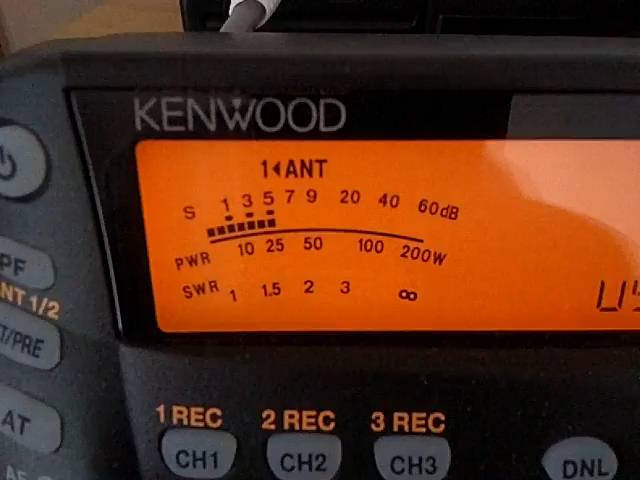 KENWOOD
1◄ANT
S 1 3 5 7 9 20 40 60dB
PWR 10 25 50 100 200W
SWR 1 1.5 2 3 ∞
PF
ANT 1/2
T/PRE
AT
1 REC 2 REC 3 REC
CH1 CH2 CH3 DNL